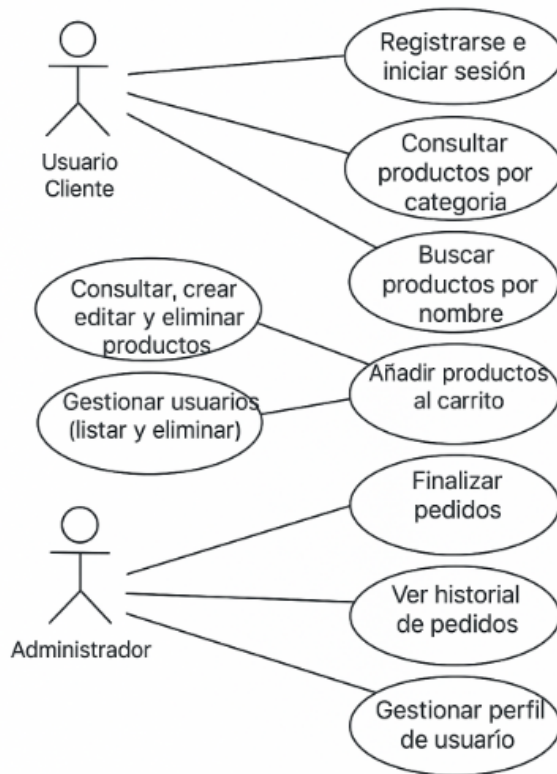 Registrarse e
iniciar sesión
Usuario
Cliente
Consultar
productos por
categoria
Buscar
productos por
nombre
Consultar, crear
editar y eliminar
productos
Añadir productos
al carrito
Gestionar usuarios
(listar y eliminar)
Finalizar
pedidos
Administrador
Ver historial
de pedidos
Gestionar perfil
de usuarío